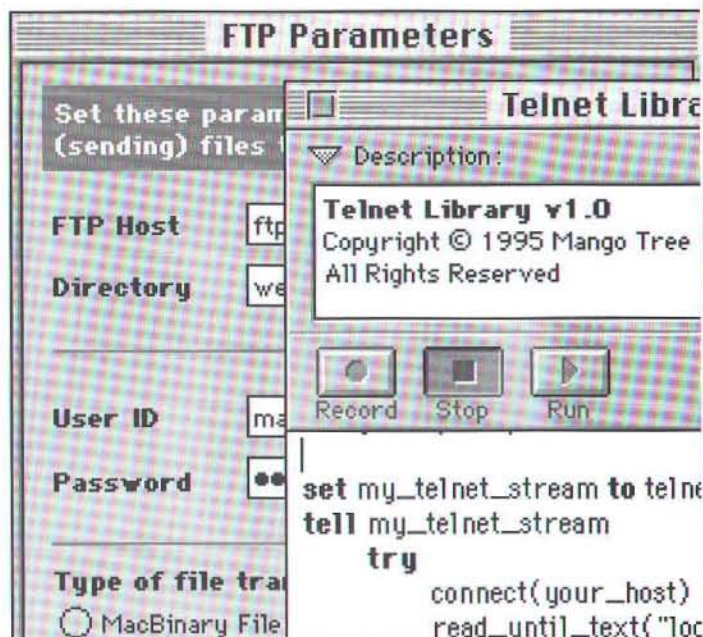 FTP Parameters
Set these param
(sending) files
FTP Host
ftp
Directory
we
User ID
ma
Password
••
Type of file tra
MacBinary File
Telnet Libra
Description:
Telnet Library v1.0
Copyright © 1995 Mango Tree
All Rights Reserved
Record Stop Run
set my_telnet_stream to telne
tell my_telnet_stream
try
connect(your_host)
read_until_text("loc